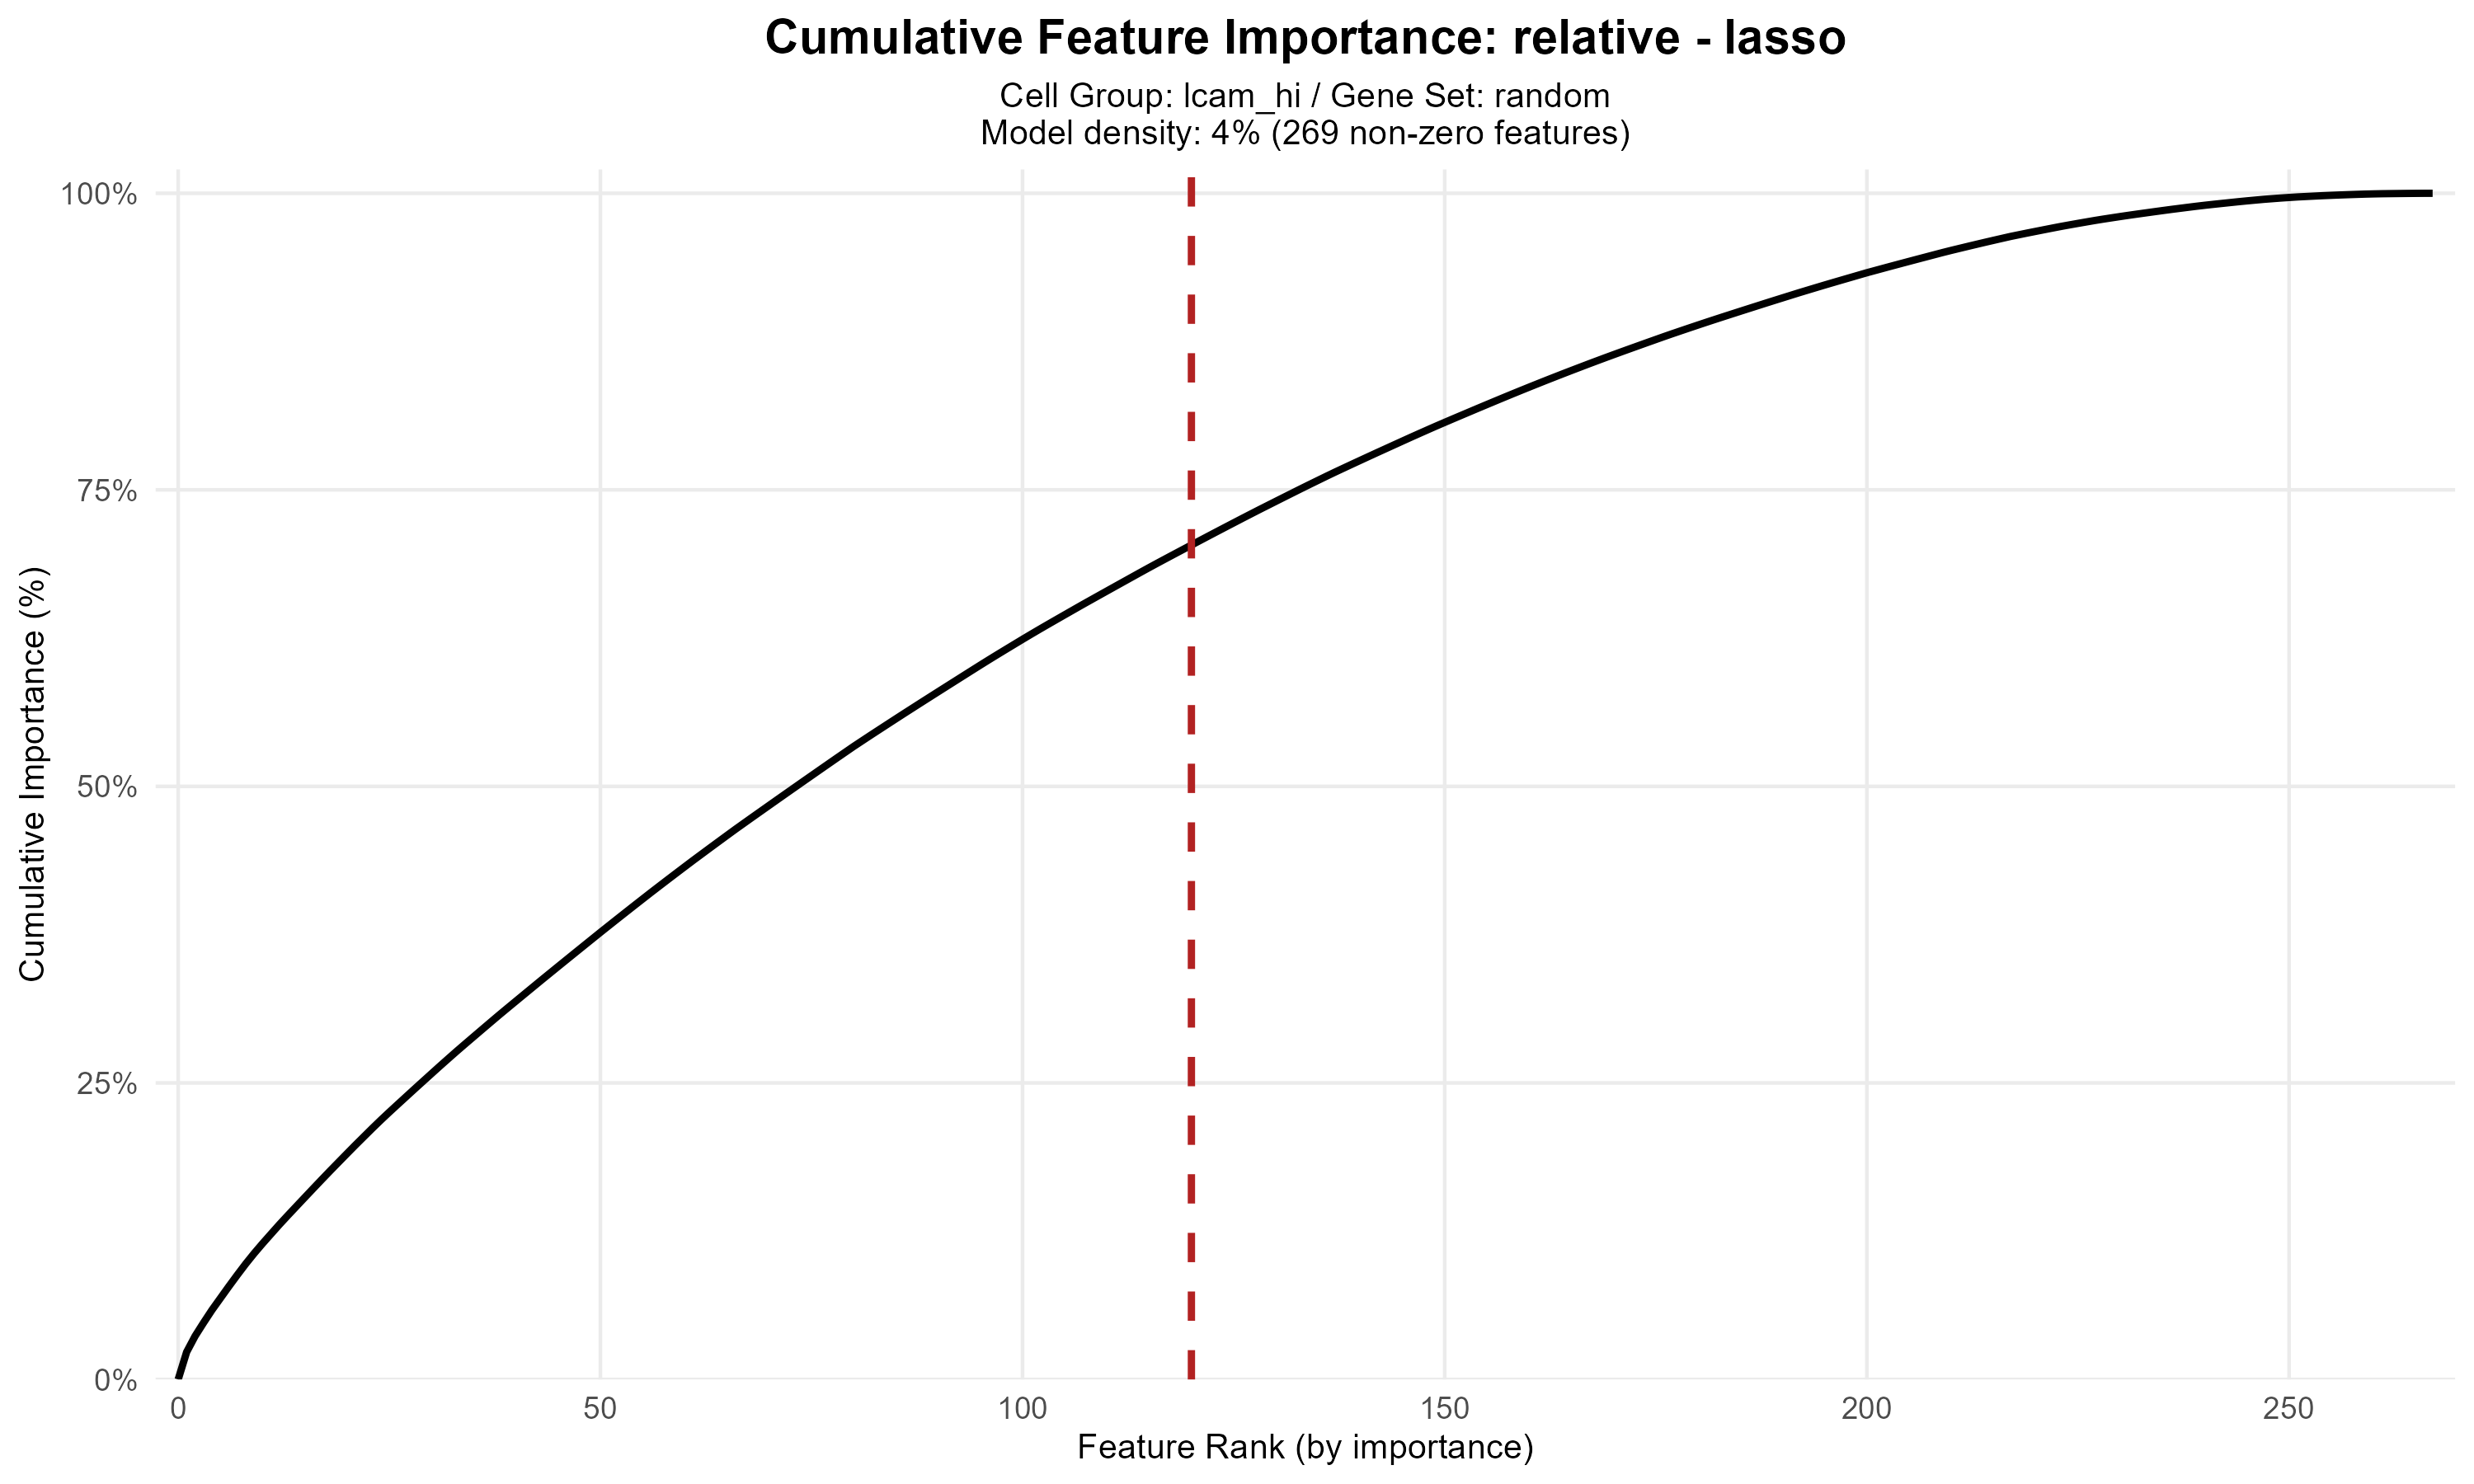 Cumulative Feature Importance: relative - lasso
Cell Group: lcam_hi / Gene Set: random
Model density: 4% (269 non-zero features)
100%
75%
50%
25%
0%
Cumulative Importance (%)
0 50 100 150 200 250
Feature Rank (by importance)